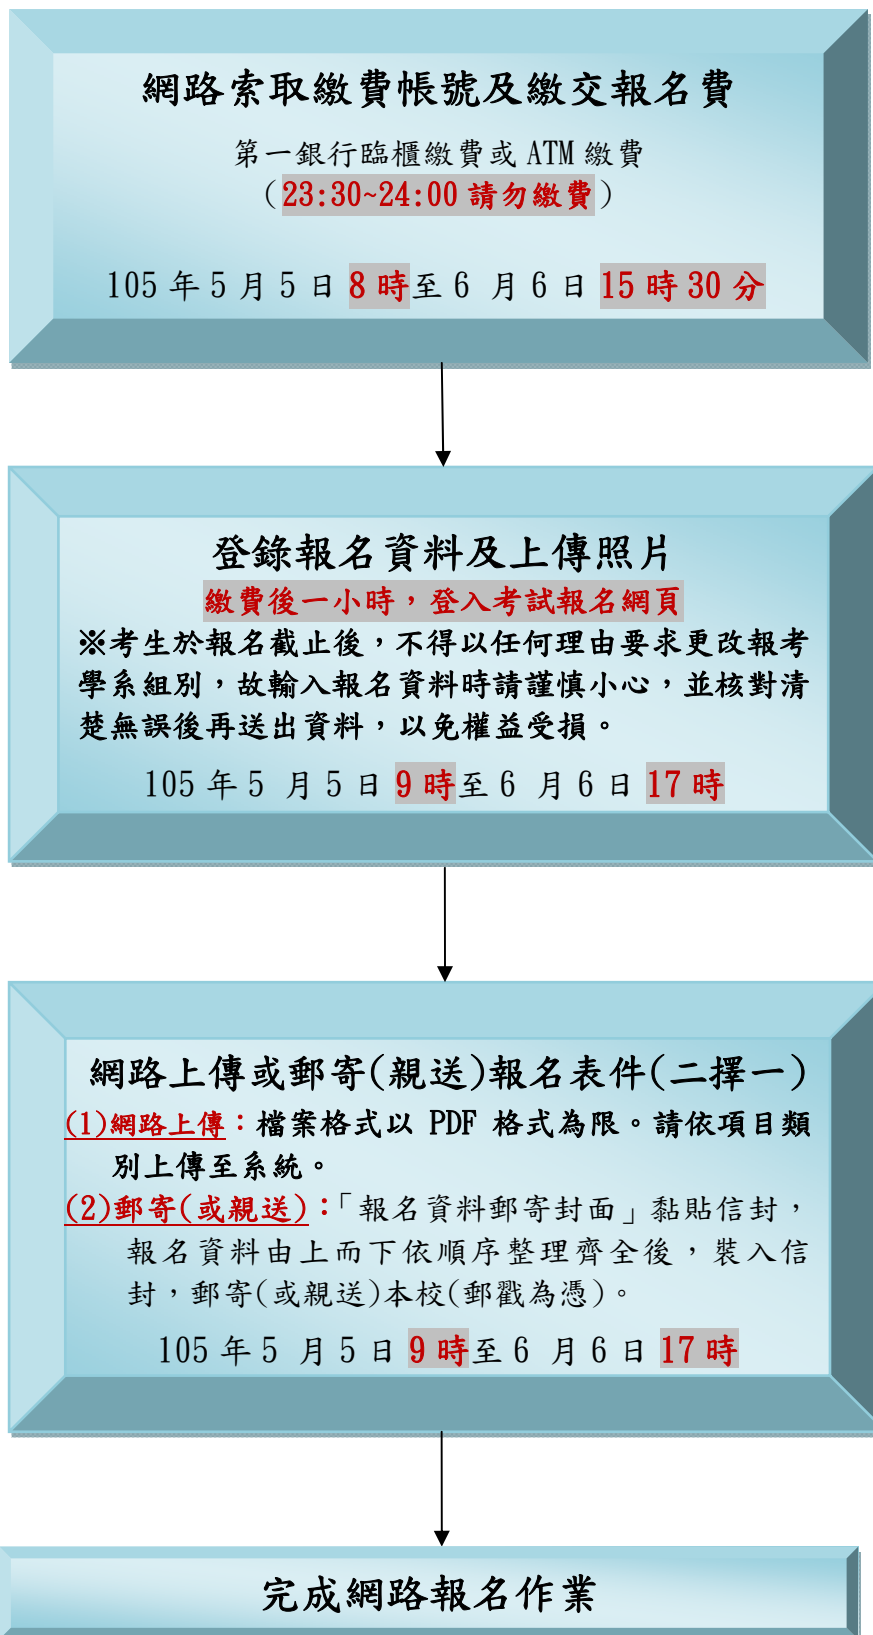 網路索取繳費帳號及繳交報名費
第一銀行臨櫃繳費或 ATM 繳費
（23:30~24:00 請勿繳費）
105 年 5 月 5 日 8 時至 6 月 6 日 15 時 30 分
登錄報名資料及上傳照片
繳費後一小時，登入考試報名網頁
※考生於報名截止後，不得以任何理由要求更改報考
學系組別，故輸入報名資料時請謹慎小心，並核對清
楚無誤後再送出資料，以免權益受損。
105 年 5 月 5 日 9 時至 6 月 6 日 17 時
網路上傳或郵寄(親送)報名表件(二擇一)
(1)網路上傳：檔案格式以 PDF 格式為限。請依項目類
別上傳至系統。
(2)郵寄(或親送)：「報名資料郵寄封面」黏貼信封，
報名資料由上而下依順序整理齊全後，裝入信
封，郵寄(或親送)本校(郵戳為憑)。
105 年 5 月 5 日 9 時至 6 月 6 日 17 時
完成網路報名作業